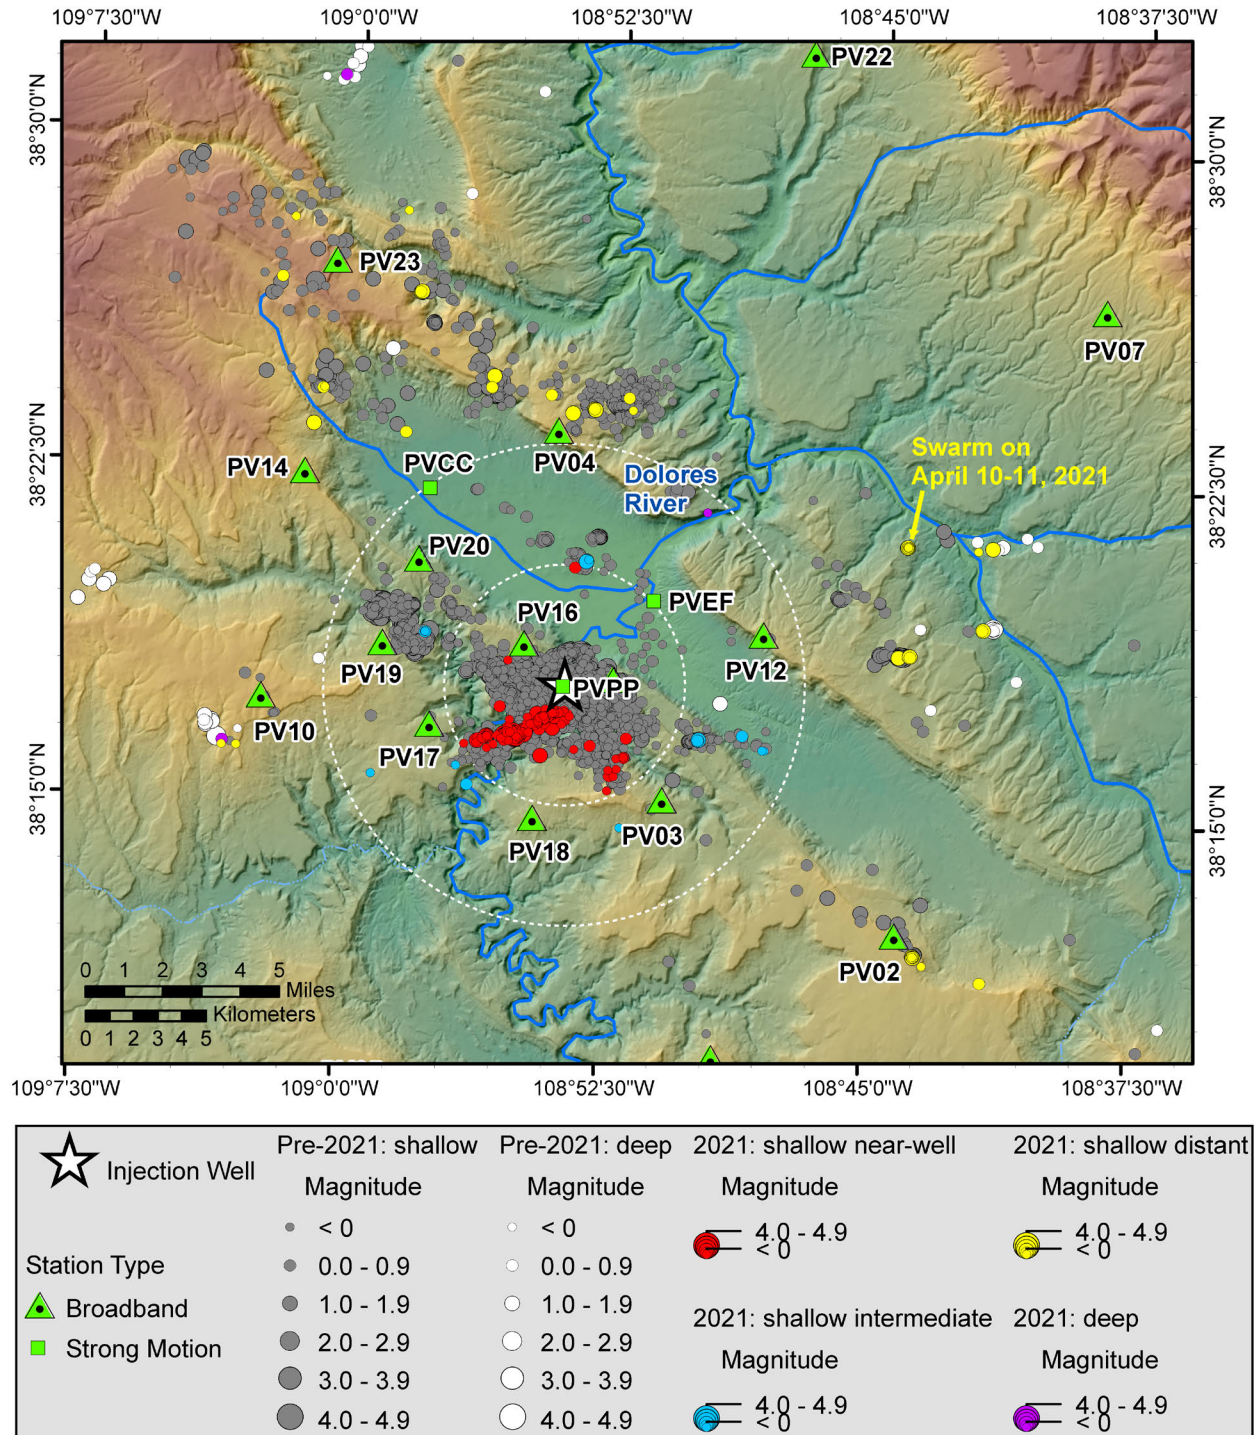 109°7'30"W 109°0'0"W 108°52'30"W 108°45'0"W 108°37'30"W
38°30'0"N
38°22'30"N
38°15'0"N
38°30'0"N
38°22'30"N
38°15'0"N
PV22
PV23
PV07
PV14
PVCC
PV04
Dolores
River
Swarm on
April 10-11, 2021
PV20
PV16
PVEF
PV19
PV12
PVPP
PV10
PV17
PV03
PV18
PV02
0 1 2 3 4 5
Miles
Kilometers
0 1 2 3 4 5
109°7'30"W 109°0'0"W 108°52'30"W 108°45'0"W 108°37'30"W
Injection Well
Station Type
Broadband
Strong Motion
Pre-2021: shallow
Magnitude
< 0
0.0 - 0.9
1.0 - 1.9
2.0 - 2.9
3.0 - 3.9
4.0 - 4.9
Pre-2021: deep
Magnitude
< 0
0.0 - 0.9
1.0 - 1.9
2.0 - 2.9
3.0 - 3.9
4.0 - 4.9
2021: shallow near-well
Magnitude
4.0 - 4.9
< 0
2021: shallow intermediate
Magnitude
4.0 - 4.9
< 0
2021: shallow distant
Magnitude
4.0 - 4.9
< 0
2021: deep
Magnitude
4.0 - 4.9
< 0